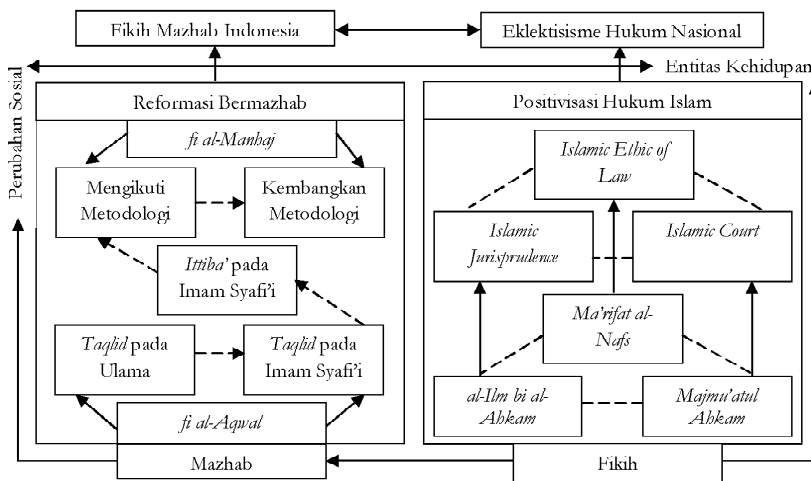 Fikih Mazhab Indonesia
Eklektisisme Hukum Nasional
Perubahan Sosial
Entitas Kehidupan
Reformasi Bermazhab
fi al-Manhaj
Mengikuti
Metodologi
Kembangkan
Metodologi
Ittiba' pada
Imam Syafi'i
Taqlid pada
Ulama
Taqlid pada
Imam Syafi'i
fi al-Aqwal
Mazhab
Positivisasi Hukum Islam
Islamic Ethic of
Law
Islamic
Jurisprudence
Islamic Court
Ma'rifat al-
Nafs
al-Ilm bi al-
Ahkam
Majmu'atul
Ahkam
Fikih